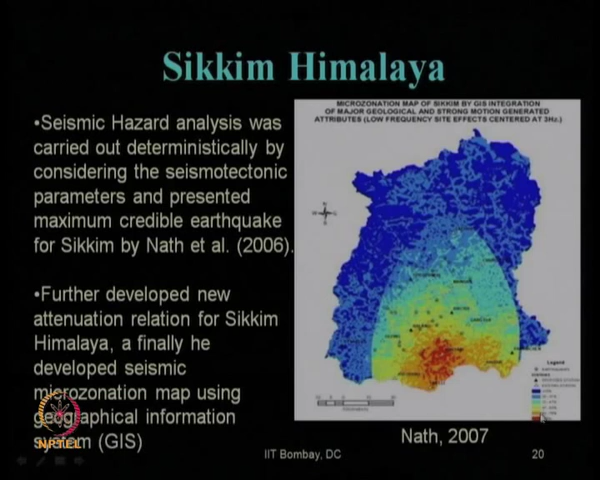 Sikkim Himalaya
•Seismic Hazard analysis was
carried out deterministically by
considering the seismotectonic
parameters and presented
maximum credible earthquake
for Sikkim by Nath et al. (2006).
•Further developed new
attenuation relation for Sikkim
Himalaya, a finally he
developed seismic
microzonation map using
geographical information
system (GIS)
MICROZONATION MAP OF SIKKIM BY GIS INTEGRATION
OF MAJOR GEOLOGICAL AND STRONG MOTION GENERATED
ATTRIBUTES (LOW FREQUENCY SITE EFFECTS CENTERED AT 3Hz.)
Legend
Nath, 2007
NPTEL
IIT Bombay, DC
20